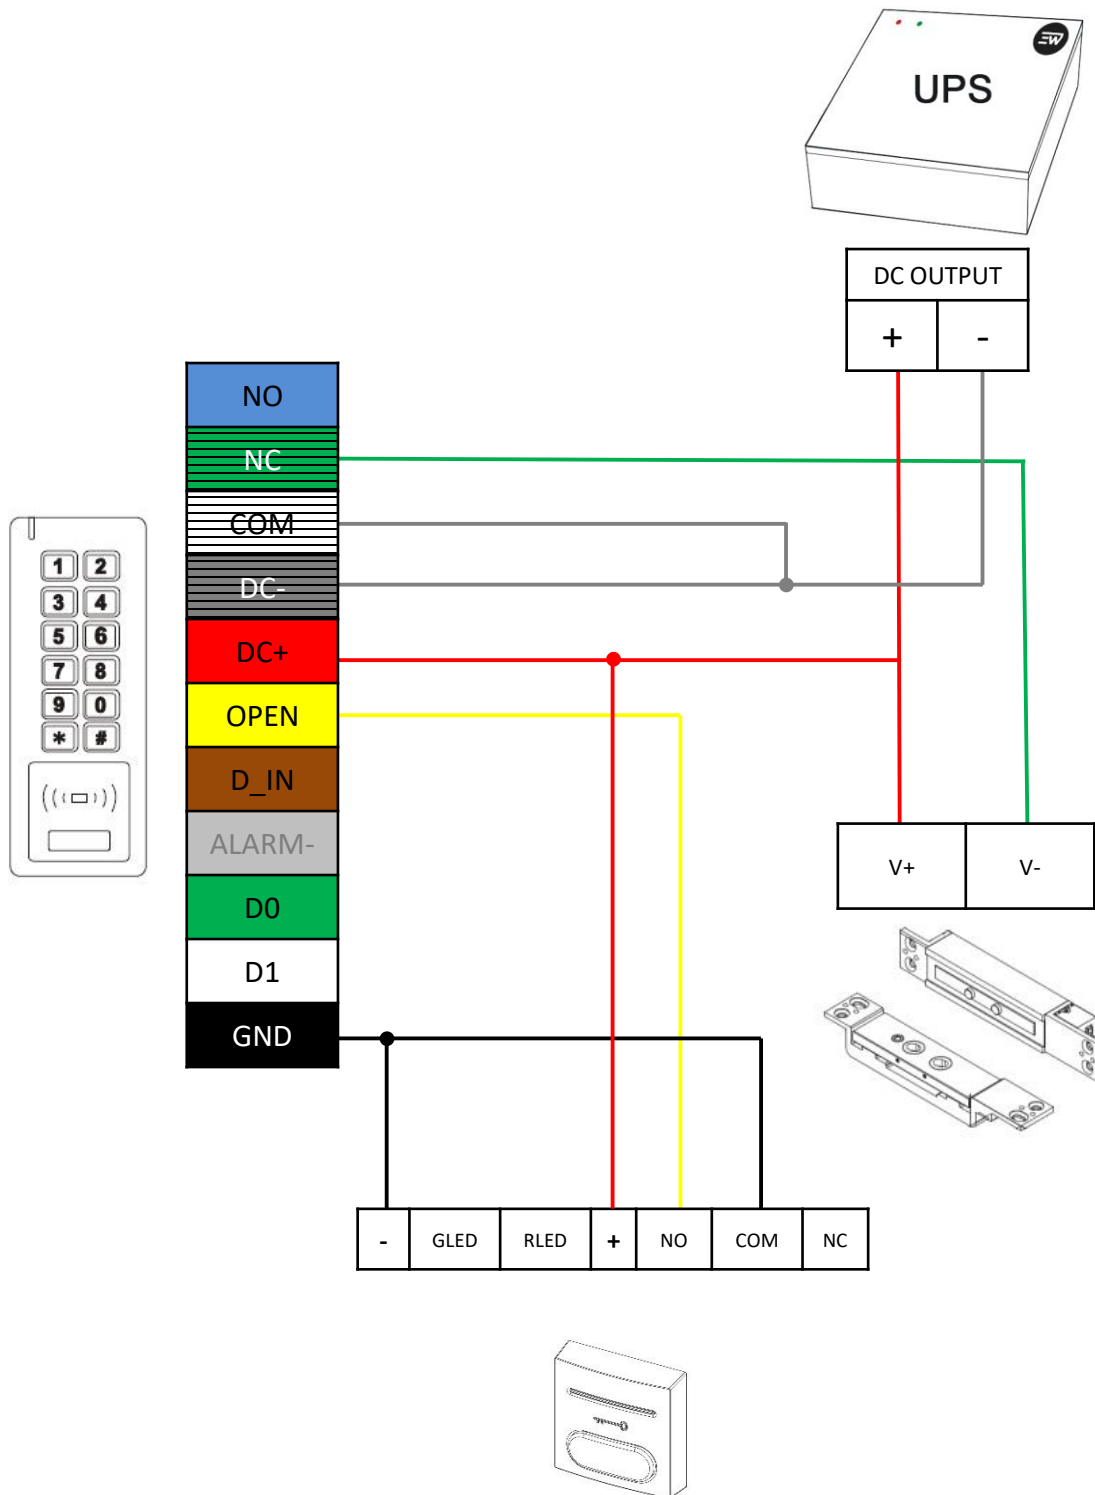 UPS
DC OUTPUT
+ -
NO
NC
COM
DC-
DC+
OPEN
D_IN
ALARM-
D0
D1
GND
1 2
3 4
5 6
7 8
9 0
* #
V+ V-
- GLED RLED + NO COM NC